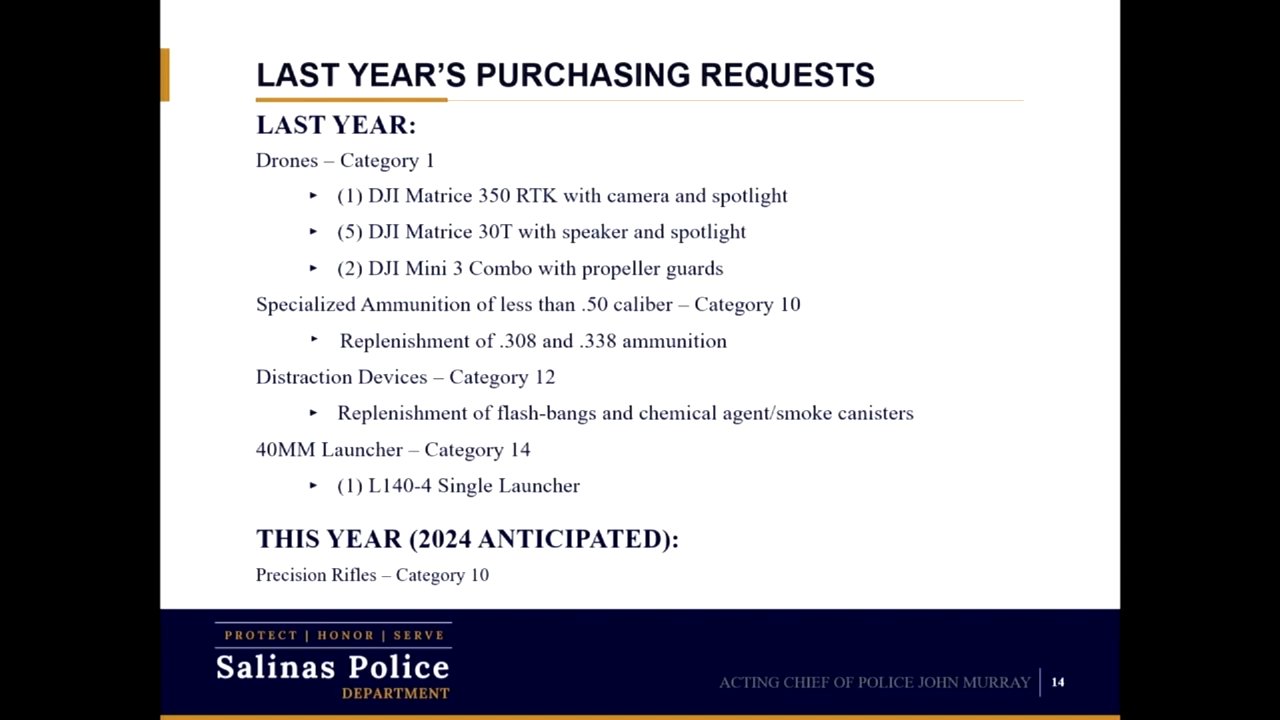 LAST YEAR’S PURCHASING REQUESTS
LAST YEAR:
Drones – Category 1
‣ (1) DJI Matrice 350 RTK with camera and spotlight
‣ (5) DJI Matrice 30T with speaker and spotlight
‣ (2) DJI Mini 3 Combo with propeller guards
Specialized Ammunition of less than .50 caliber – Category 10
‣ Replenishment of .308 and .338 ammunition
Distraction Devices – Category 12
‣ Replenishment of flash-bangs and chemical agent/smoke canisters
40MM Launcher – Category 14
‣ (1) L140-4 Single Launcher
THIS YEAR (2024 ANTICIPATED):
Precision Rifles – Category 10
PROTECT | HONOR | SERVE
Salinas Police
DEPARTMENT
ACTING CHIEF OF POLICE JOHN MURRAY 14